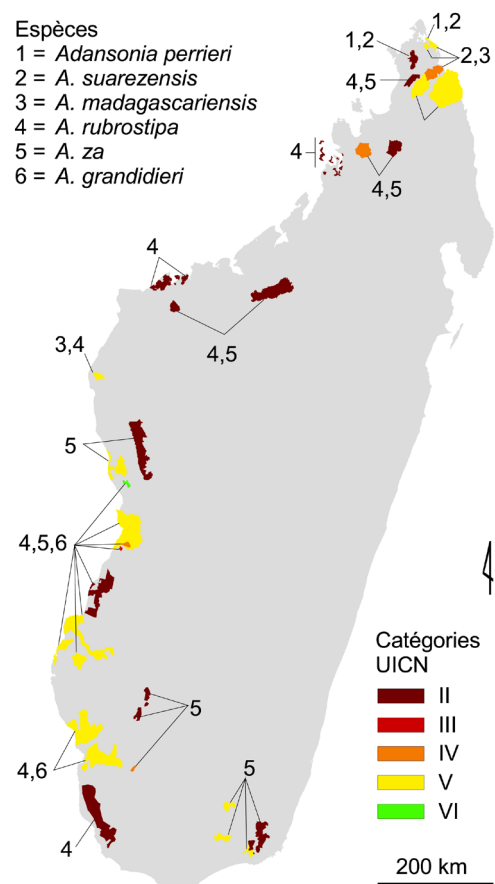 Espèces
1 = Adansonia perrieri
2 = A. suarezensis
3 = A. madagascariensis
4 = A. rubrostipa
5 = A. za
6 = A. grandidieri
1,2
1,2
2,3
4,5
4
4,5
4
4,5
3,4
5
4,5,6
5
4,6
5
4
Catégories
UICN
II
III
IV
V
VI
200 km